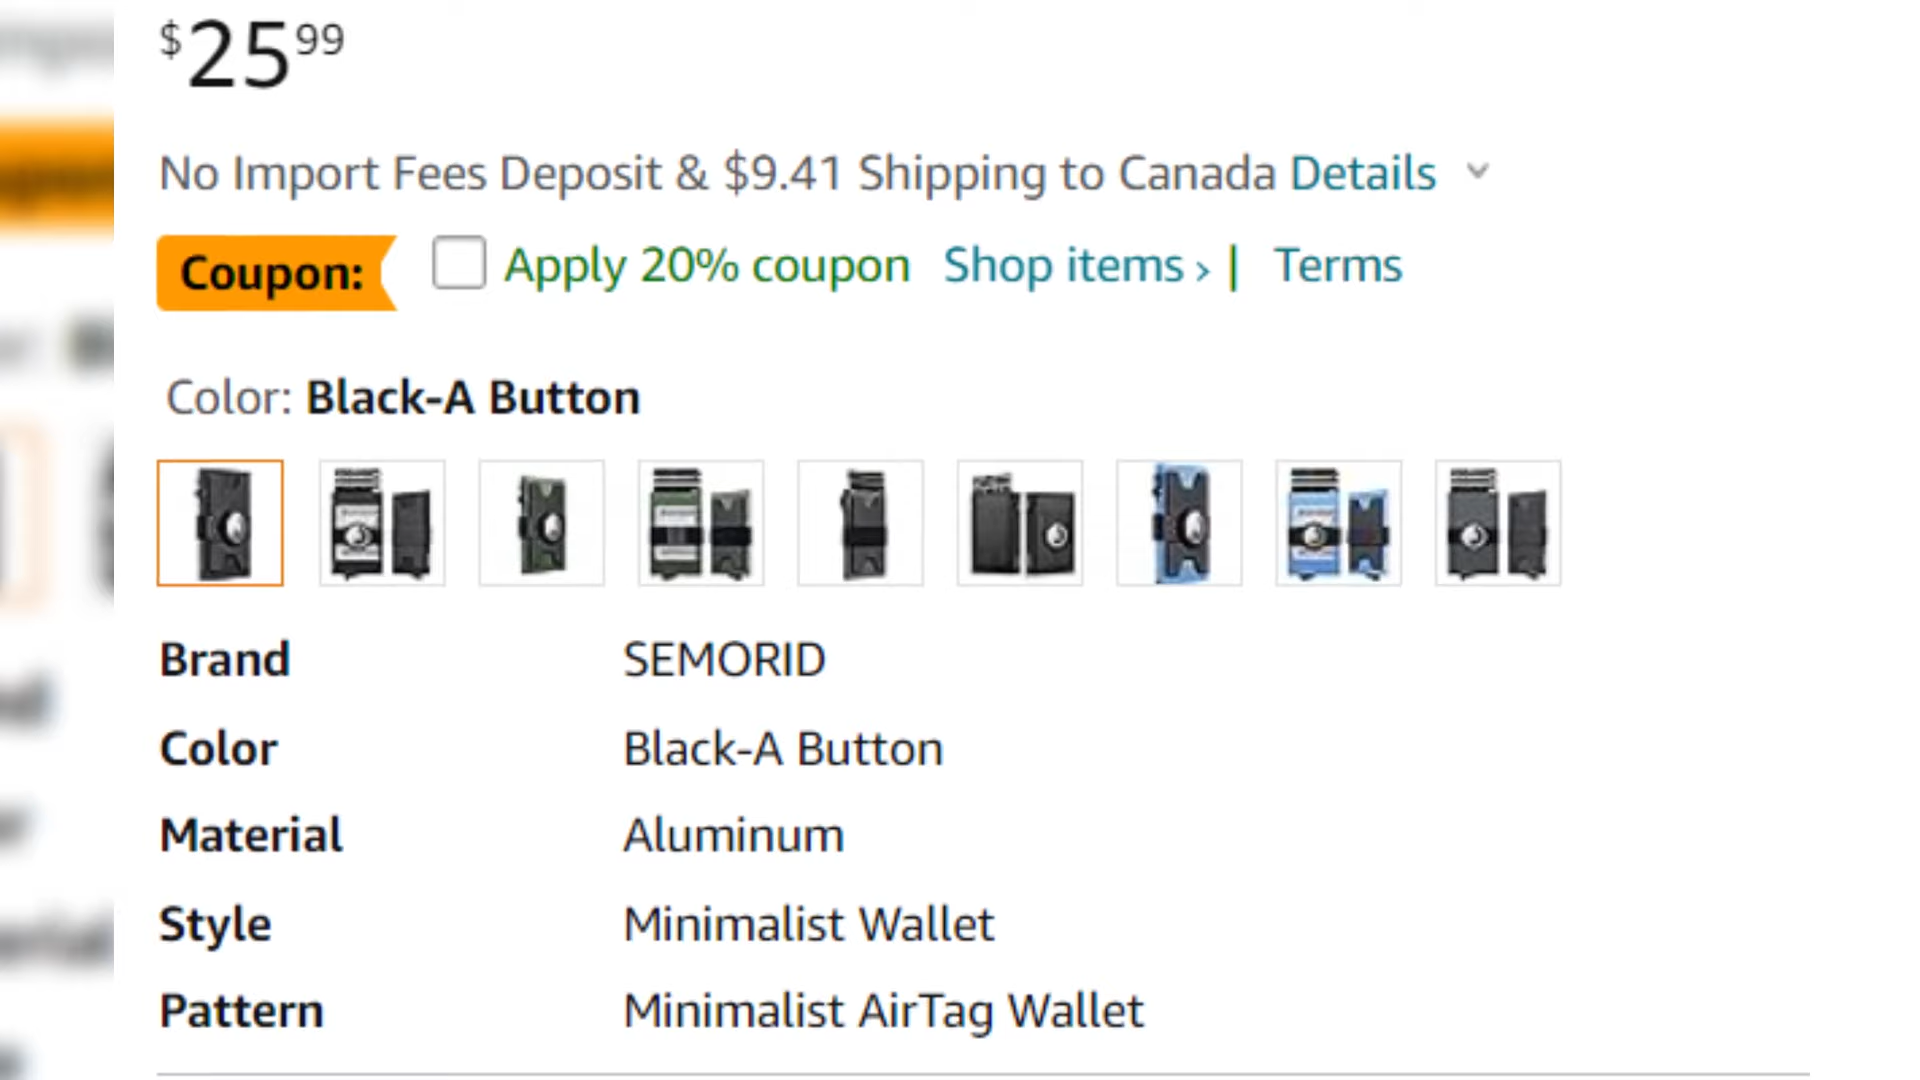 $25.99
No Import Fees Deposit & $9.41 Shipping to Canada Details
Coupon: Apply 20% coupon Shop items › | Terms
Color: Black-A Button
Brand SEMORID
Color Black-A Button
Material Aluminum
Style Minimalist Wallet
Pattern Minimalist AirTag Wallet